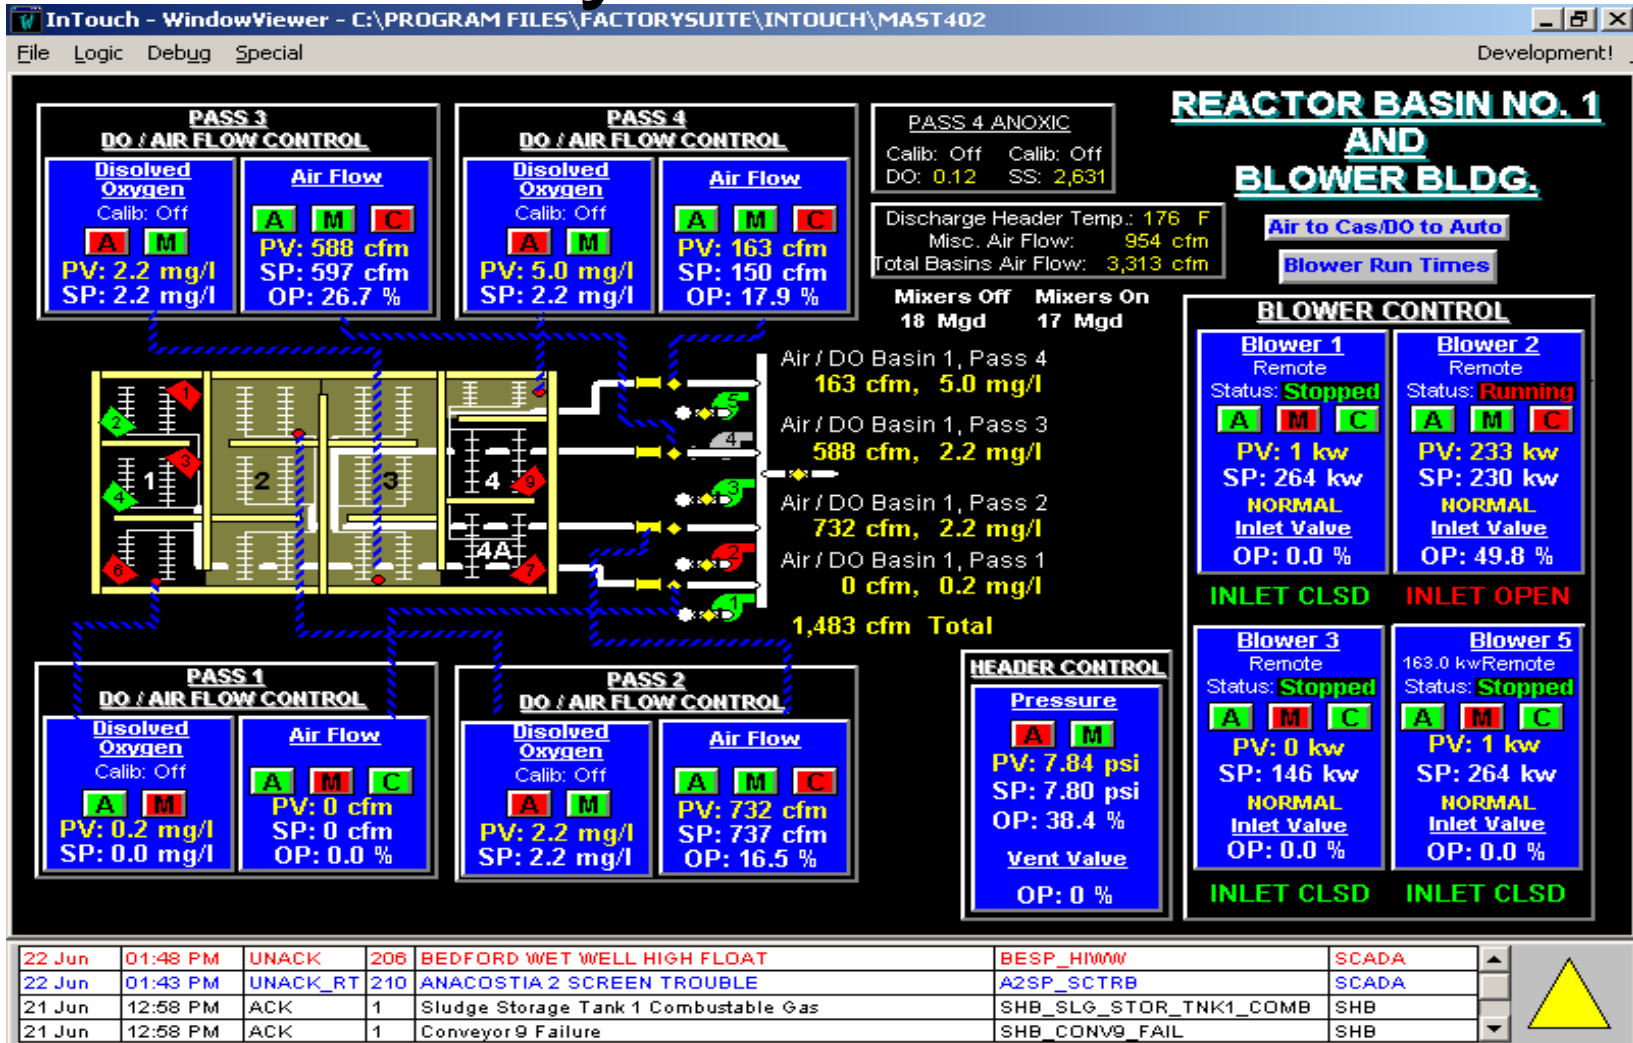 InTouch - WindowViewer - C:\PROGRAM FILES\FACTORYSUITE\INTOUCH\MAST402
File Logic Debug Special Development!
PASS 3
DO / AIR FLOW CONTROL
Disolved
Oxygen
Calib: Off
A M
PV: 2.2 mg/l
SP: 2.2 mg/l
Air Flow
A M C
PV: 588 cfm
SP: 597 cfm
OP: 26.7 %
PASS 4
DO / AIR FLOW CONTROL
Disolved
Oxygen
Calib: Off
A M
PV: 5.0 mg/l
SP: 2.2 mg/l
Air Flow
A M C
PV: 163 cfm
SP: 150 cfm
OP: 17.9 %
PASS 4 ANOXIC
Calib: Off Calib: Off
DO: 0.12 SS: 2,631
Discharge Header Temp.: 176 F
Misc. Air Flow: 954 cfm
Total Basins Air Flow: 3,313 cfm
Mixers Off Mixers On
18 Mgd 17 Mgd
REACTOR BASIN NO. 1
AND
BLOWER BLDG.
Air to Cas/DO to Auto
Blower Run Times
1
2
3
4
6
1
2
3
4
9
4A
7
5
4
3
2
1
Air / DO Basin 1, Pass 4
163 cfm, 5.0 mg/l
Air / DO Basin 1, Pass 3
588 cfm, 2.2 mg/l
Air / DO Basin 1, Pass 2
732 cfm, 2.2 mg/l
Air / DO Basin 1, Pass 1
0 cfm, 0.2 mg/l
1,483 cfm Total
BLOWER CONTROL
Blower 1
Remote
Status: Stopped
A M C
PV: 1 kw
SP: 264 kw
NORMAL
Inlet Valve
OP: 0.0 %
INLET CLSD
Blower 2
Remote
Status: Running
A M C
PV: 233 kw
SP: 230 kw
NORMAL
Inlet Valve
OP: 49.8 %
INLET OPEN
Blower 3
Remote
Status: Stopped
A M C
PV: 0 kw
SP: 146 kw
NORMAL
Inlet Valve
OP: 0.0 %
INLET CLSD
Blower 5
163.0 kwRemote
Status: Stopped
A M C
PV: 1 kw
SP: 264 kw
NORMAL
Inlet Valve
OP: 0.0 %
INLET CLSD
PASS 1
DO / AIR FLOW CONTROL
Disolved
Oxygen
Calib: Off
A M
PV: 0.2 mg/l
SP: 0.0 mg/l
Air Flow
A M C
PV: 0 cfm
SP: 0 cfm
OP: 0.0 %
PASS 2
DO / AIR FLOW CONTROL
Disolved
Oxygen
Calib: Off
A M
PV: 2.2 mg/l
SP: 2.2 mg/l
Air Flow
A M C
PV: 732 cfm
SP: 737 cfm
OP: 16.5 %
HEADER CONTROL
Pressure
A M
PV: 7.84 psi
SP: 7.80 psi
OP: 38.4 %
Vent Valve
OP: 0 %
22 Jun 01:48 PM UNACK 206 BEDFORD WET WELL HIGH FLOAT BESP_HIWW SCADA
22 Jun 01:43 PM UNACK_RT 210 ANACOSTIA 2 SCREEN TROUBLE A2SP_SCTRB SCADA
21 Jun 12:58 PM ACK 1 Sludge Storage Tank 1 Combustable Gas SHB_SLG_STOR_TNK1_COMB SHB
21 Jun 12:58 PM ACK 1 Conveyor 9 Failure SHB_CONV9_FAIL SHB